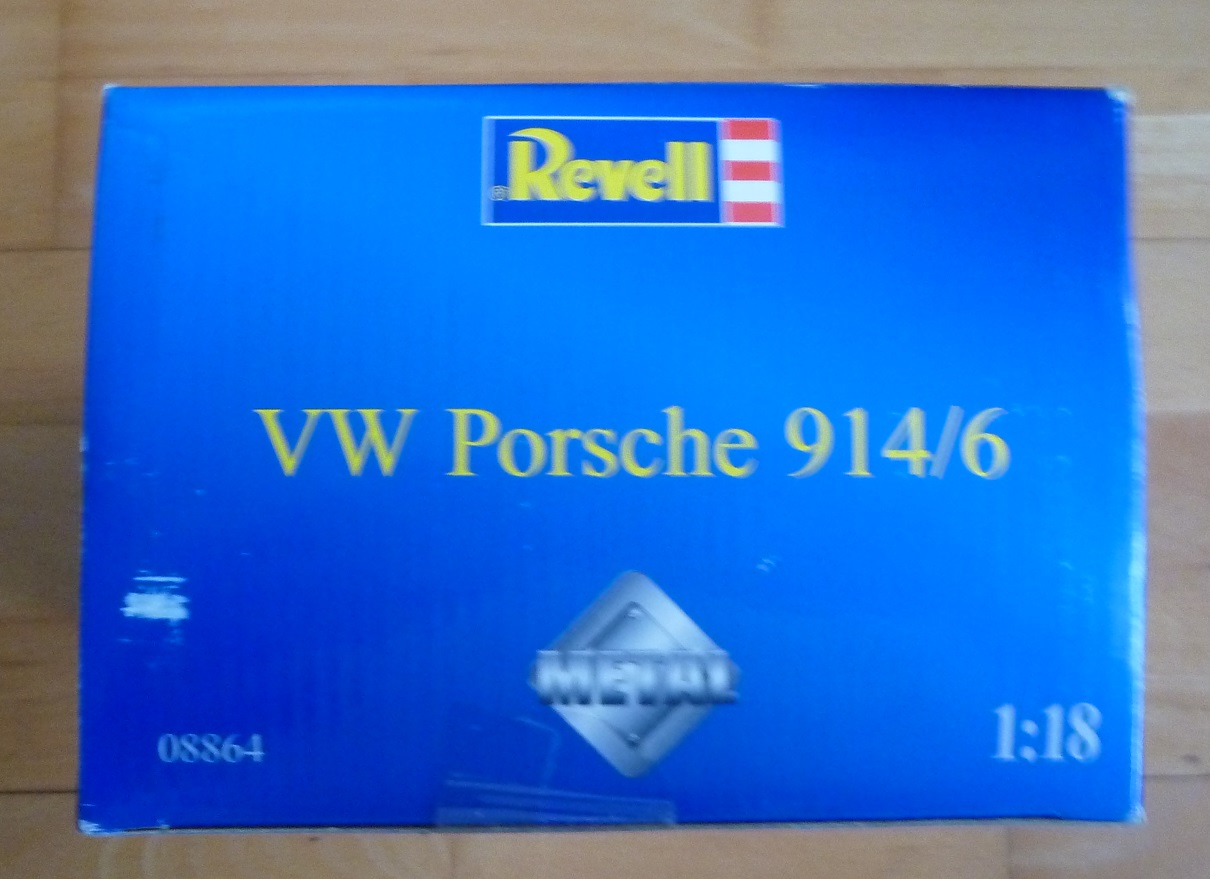 ® Revell
VW Porsche 914/6
METAL
08864
1:18